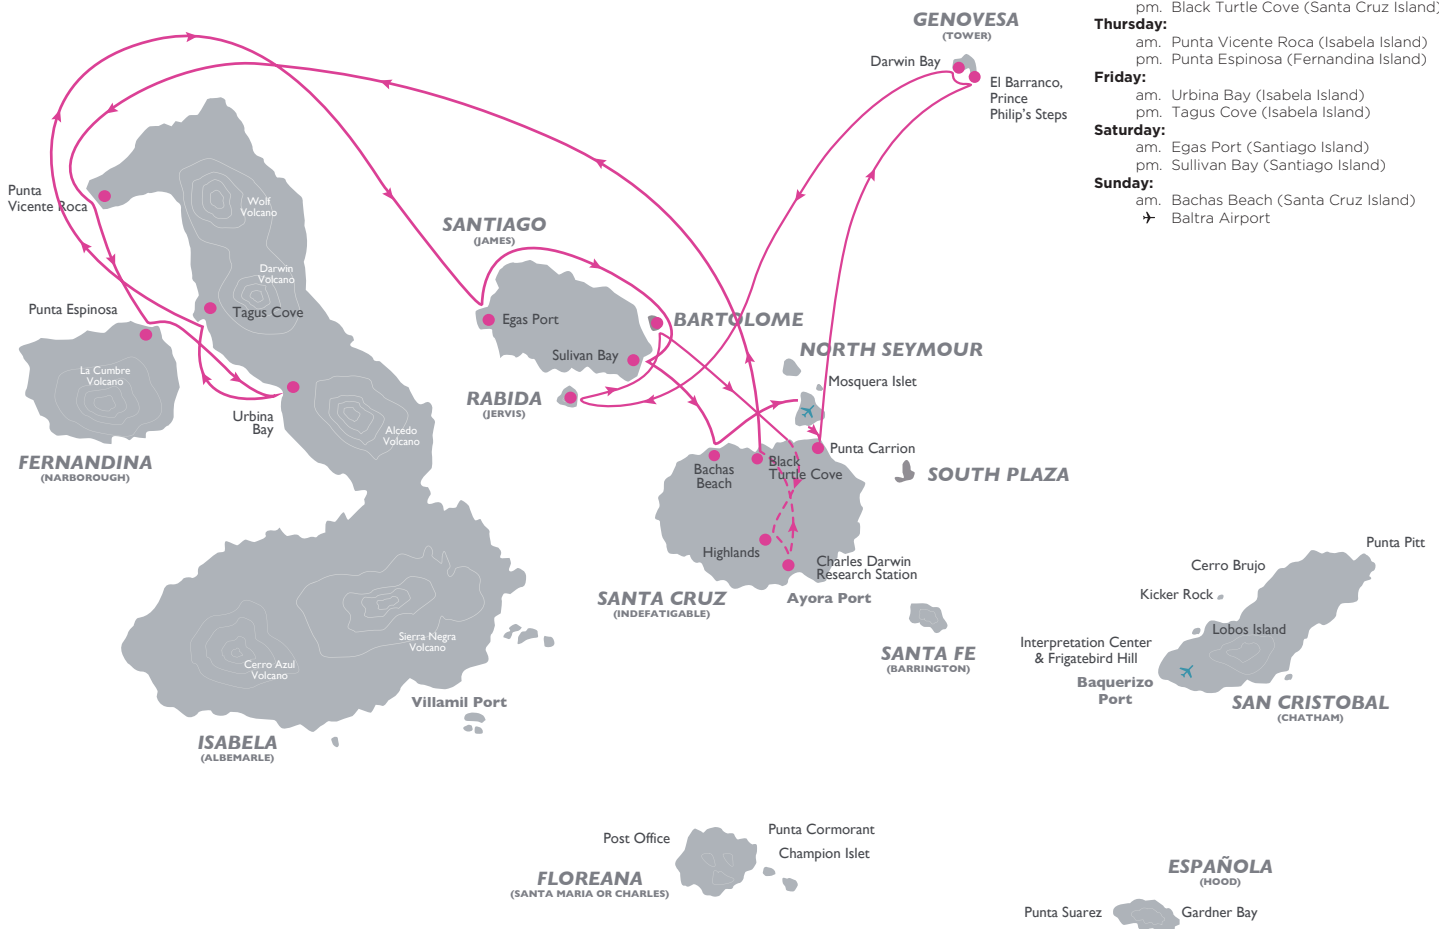 GENOVESA
(TOWER)
Darwin Bay
El Barranco,
Prince
Philip's Steps
pm. Black Turtle Cove (Santa Cruz Island)
Thursday:
am. Punta Vicente Roca (Isabela Island)
pm. Punta Espinosa (Fernandina Island)
Friday:
am. Urbina Bay (Isabela Island)
pm. Tagus Cove (Isabela Island)
Saturday:
am. Egas Port (Santiago Island)
pm. Sullivan Bay (Santiago Island)
Sunday:
am. Bachas Beach (Santa Cruz Island)
Baltra Airport
Punta
Vicente Roca
Wolf
Volcano
Darwin
Volcano
Tagus Cove
Punta Espinosa
La Cumbre
Volcano
Urbina
Bay
Alcedo
Volcano
FERNANDINA
(NARBOROUGH)
SANTIAGO
(JAMES)
Egas Port
Sulivan Bay
BARTOLOME
RABIDA
(JERVIS)
NORTH SEYMOUR
Mosquera Islet
Punta Carrion
Bachas
Beach
Black
Turtle Cove
SOUTH PLAZA
Highlands
Charles Darwin
Research Station
SANTA CRUZ
(INDEFATIGABLE)
Ayora Port
SANTA FE
(BARRINGTON)
Sierra Negra
Volcano
Cerro Azul
Volcano
Villamil Port
ISABELA
(ALBEMARLE)
Punta Pitt
Cerro Brujo
Kicker Rock
Lobos Island
Interpretation Center
& Frigatebird Hill
Baquerizo
Port
SAN CRISTOBAL
(CHATHAM)
Post Office
Punta Cormorant
Champion Islet
FLOREANA
(SANTA MARIA OR CHARLES)
ESPAÑOLA
(HOOD)
Punta Suarez
Gardner Bay